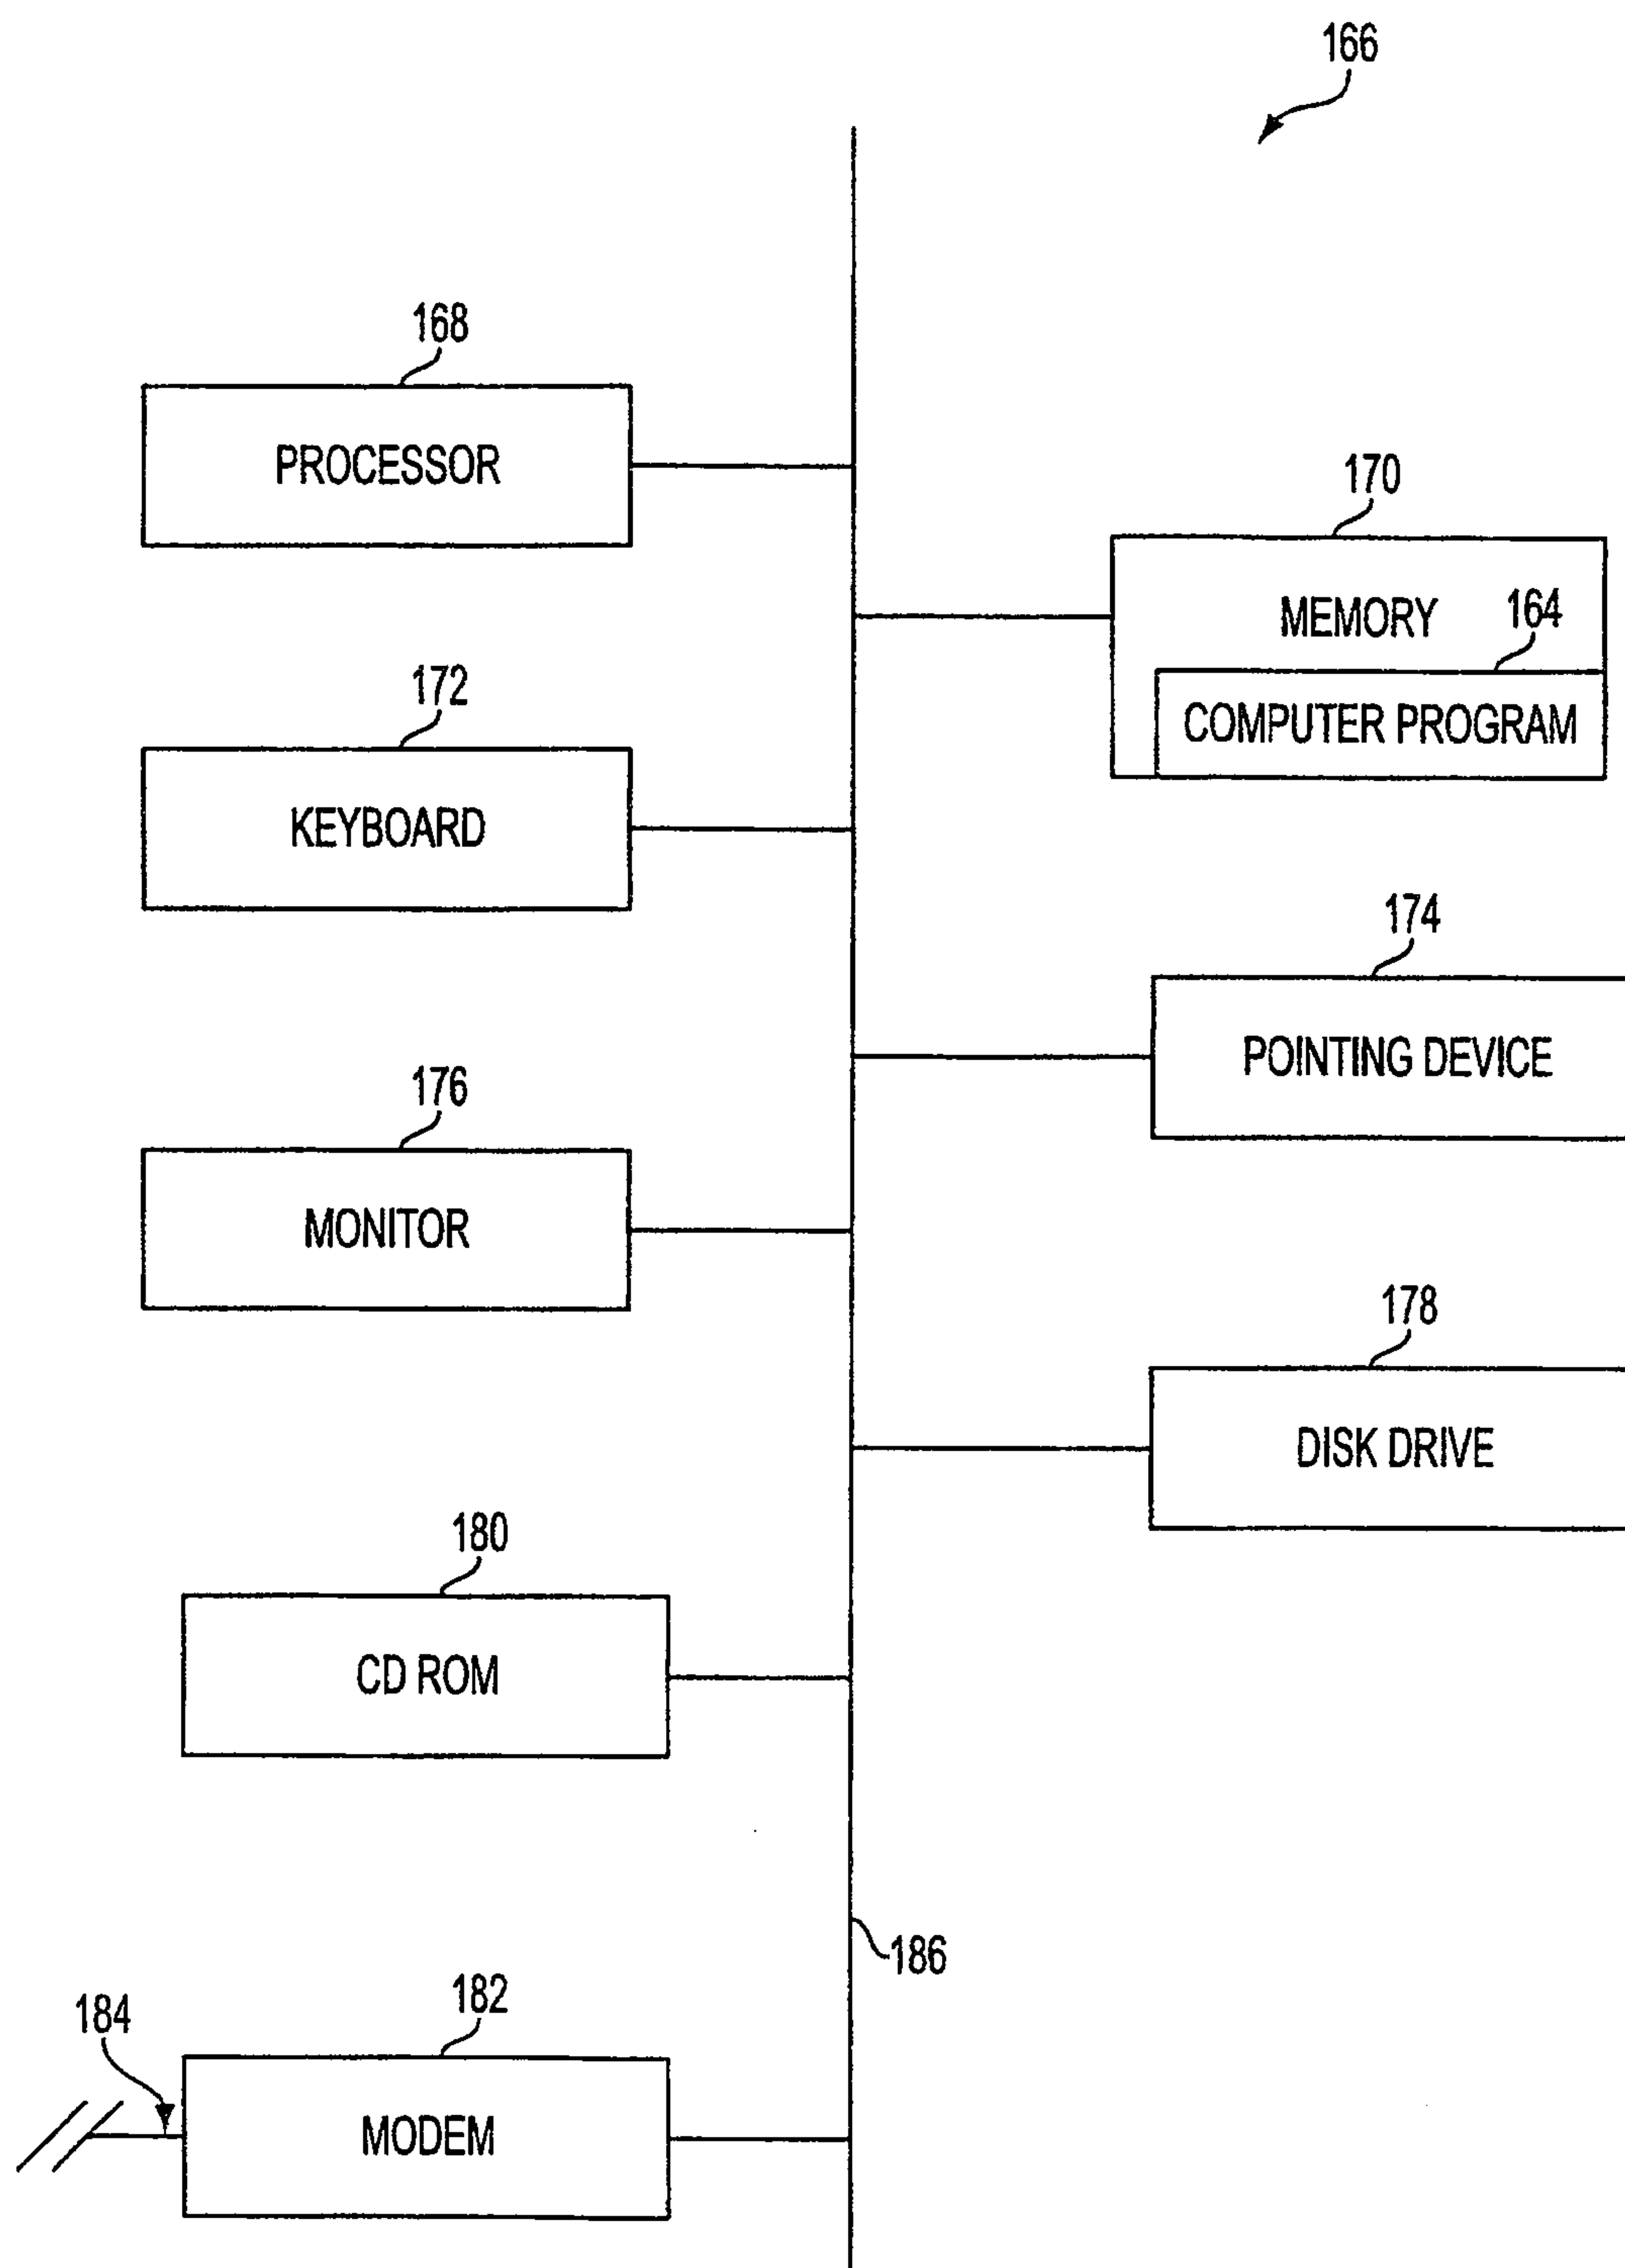 166
168
PROCESSOR
170
MEMORY
164
COMPUTER PROGRAM
172
KEYBOARD
174
POINTING DEVICE
176
MONITOR
178
DISK DRIVE
180
CD ROM
186
184
182
MODEM